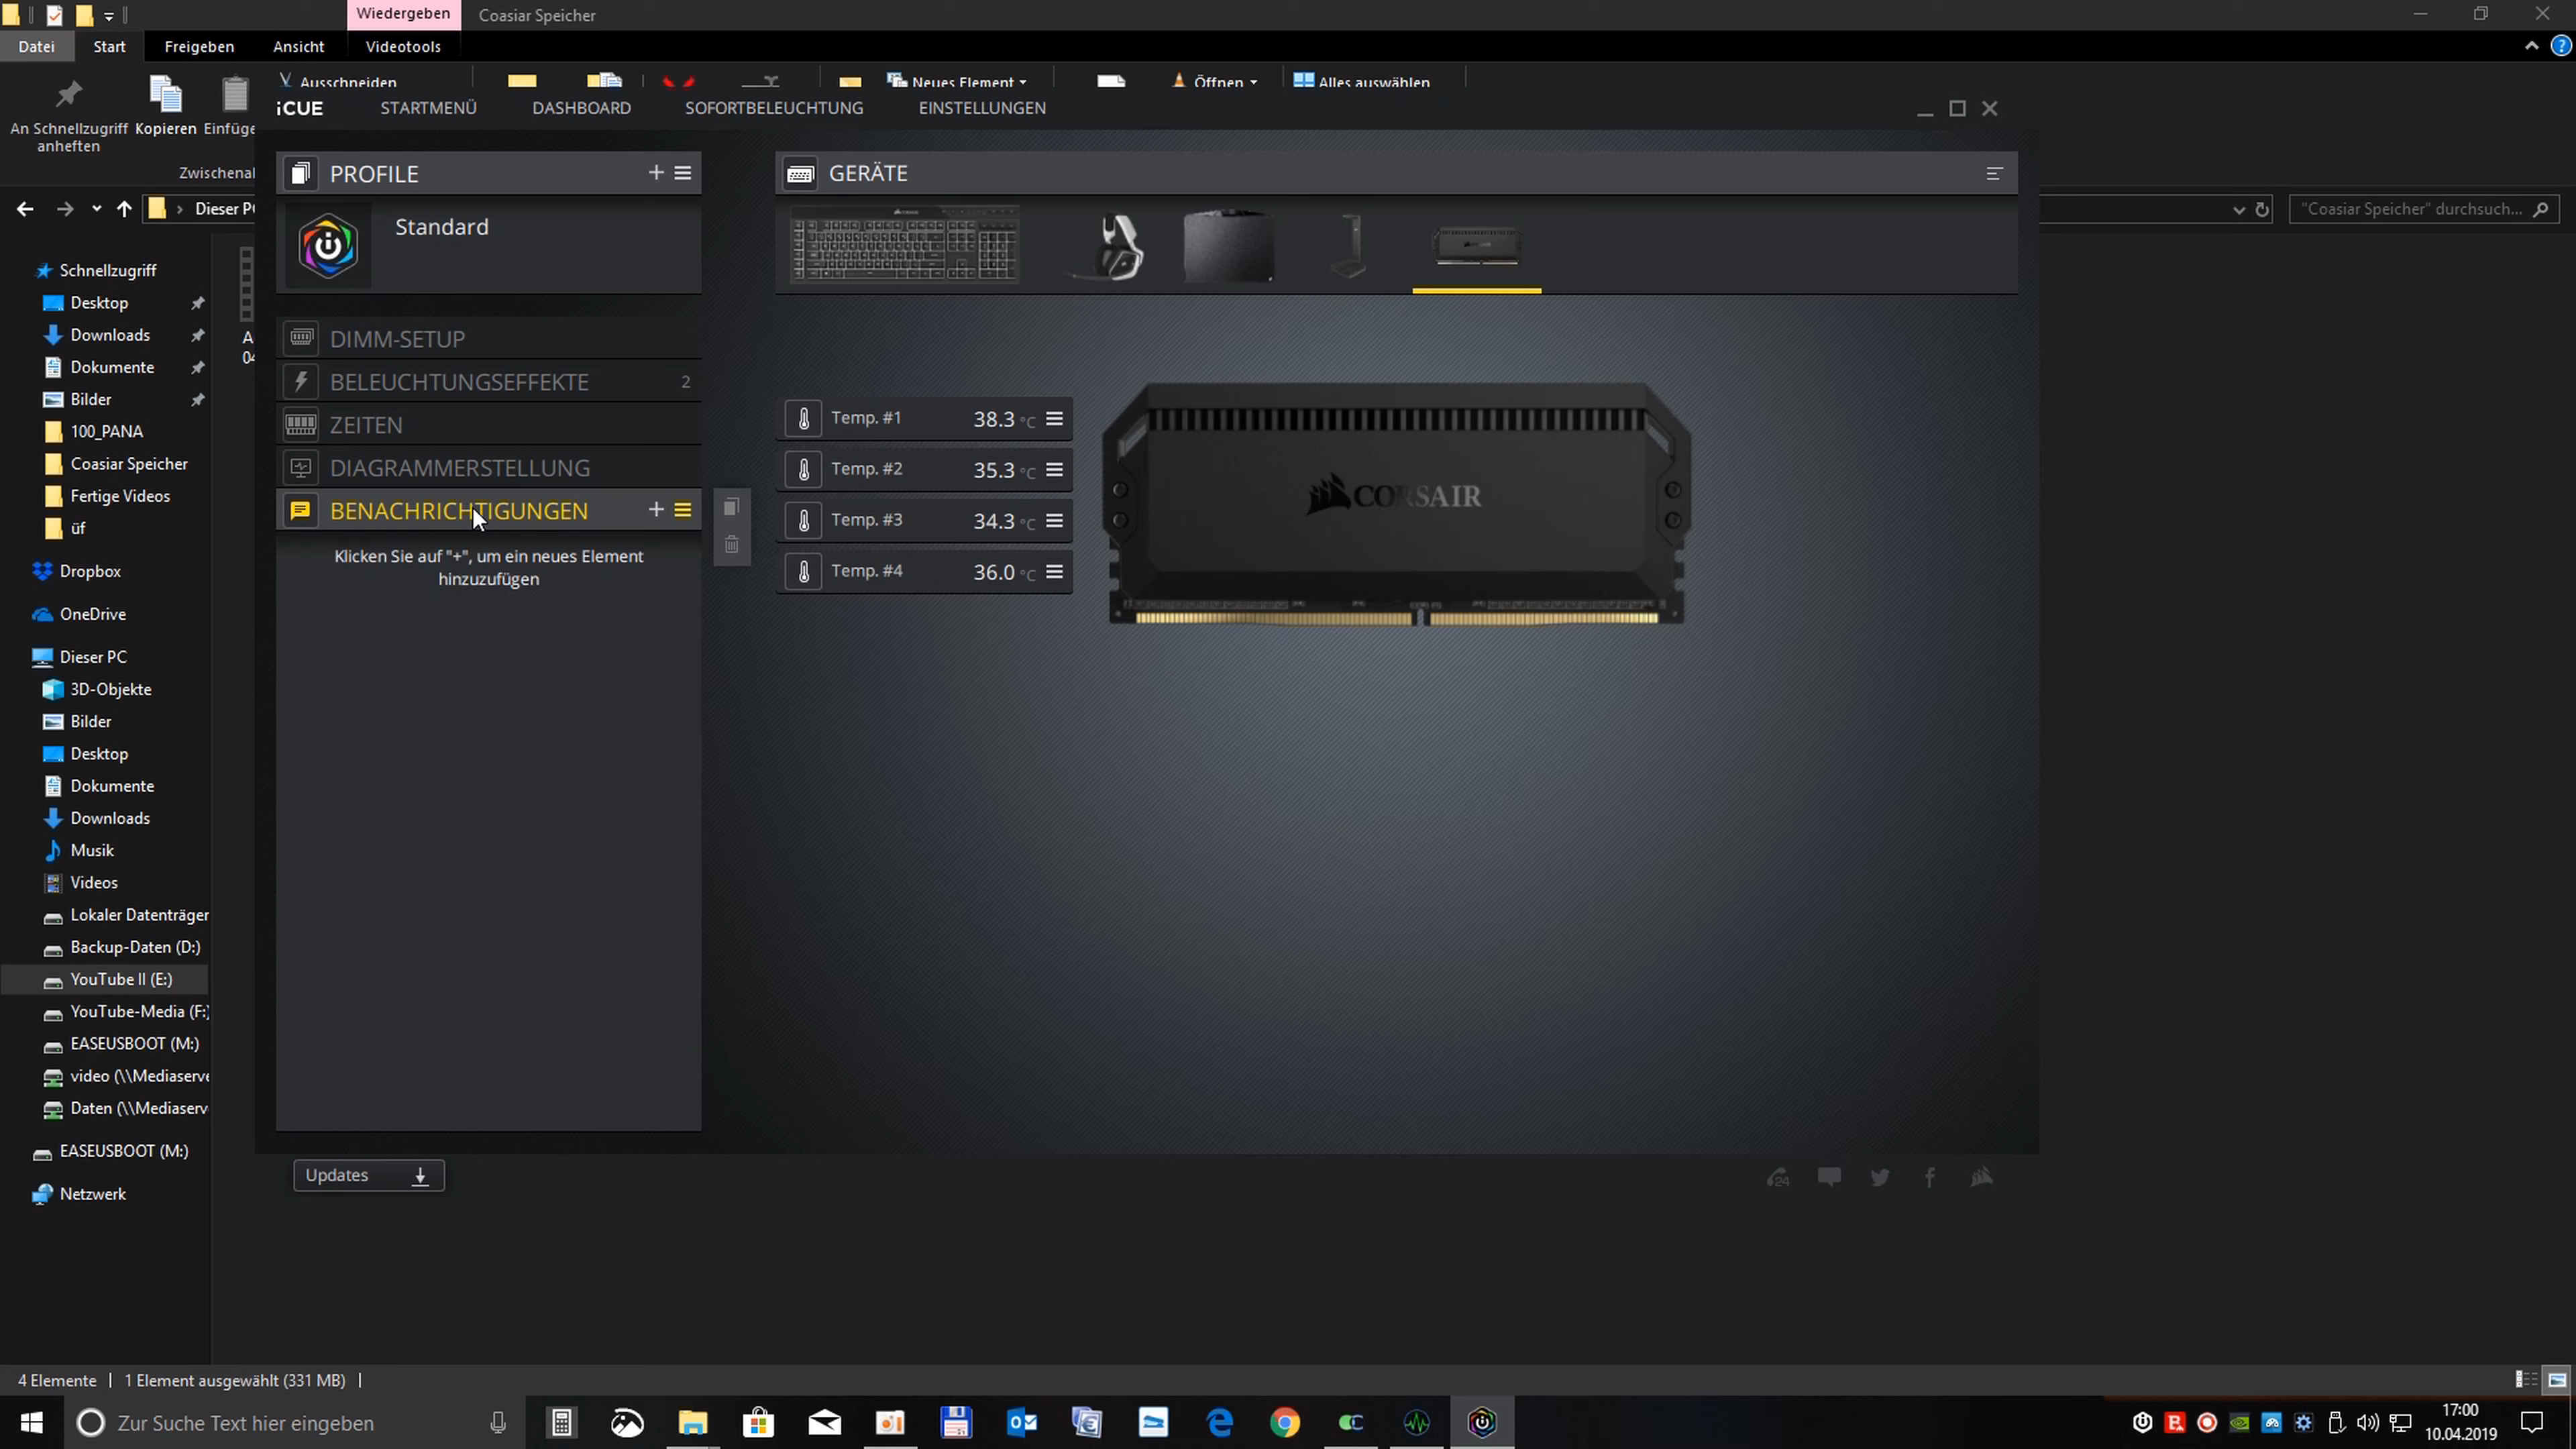 Wiedergeben
Coasiar Speicher
Datei
Start
Freigeben
Ansicht
Videotools
Ausschneiden
Neues Element
Öffnen
Alles auswählen
An Schnellzugriff
anheften
Kopieren
iCUE
STARTMENÜ
DASHBOARD
SOFORTBELEUCHTUNG
EINSTELLUNGEN
Dieser PC
"Coasiar Speicher" durchsuch...
PROFILE
Standard
GERÄTE
DIMM-SETUP
BELEUCHTUNGSEFFEKTE 2
ZEITEN
DIAGRAMMERSTELLUNG
BENACHRICHTIGUNGEN
Klicken Sie auf "+", um ein neues Element
hinzuzufügen
Temp. #1 38.3 °C
Temp. #2 35.3 °C
Temp. #3 34.3 °C
Temp. #4 36.0 °C
CORSAIR
Updates
24
Schnellzugriff
Desktop
Downloads
Dokumente
Bilder
100_PANA
Coasiar Speicher
Fertige Videos
üf
Dropbox
OneDrive
Dieser PC
3D-Objekte
Bilder
Desktop
Dokumente
Downloads
Musik
Videos
Lokaler Datenträger
Backup-Daten (D:)
YouTube II (E:)
YouTube-Media (F:)
EASEUSBOOT (M:)
video (\\Mediaserve
Daten (\\Mediaserv
EASEUSBOOT (M:)
Netzwerk
4 Elemente
1 Element ausgewählt (331 MB)
Zur Suche Text hier eingeben
17:00
10.04.2019